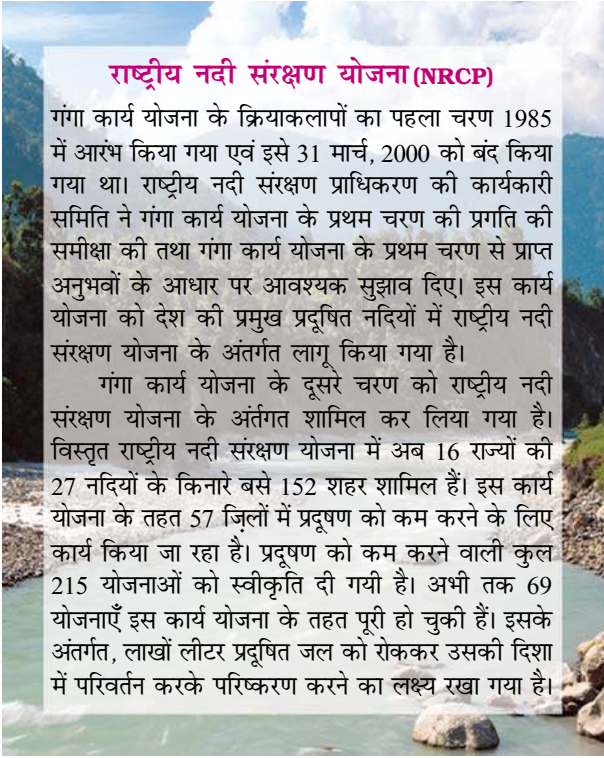 राष्ट्रीय नदी संरक्षण योजना (NRCP)
गंगा कार्य योजना के क्रियाकलापों का पहला चरण 1985
में आरंभ किया गया एवं इसे 31 मार्च, 2000 को बंद किया
गया था। राष्ट्रीय नदी संरक्षण प्राधिकरण की कार्यकारी
समिति ने गंगा कार्य योजना के प्रथम चरण की प्रगति की
समीक्षा की तथा गंगा कार्य योजना के प्रथम चरण से प्राप्त
अनुभवों के आधार पर आवश्यक सुझाव दिए। इस कार्य
योजना को देश की प्रमुख प्रदूषित नदियों में राष्ट्रीय नदी
संरक्षण योजना के अंतर्गत लागू किया गया है।
गंगा कार्य योजना के दूसरे चरण को राष्ट्रीय नदी
संरक्षण योजना के अंर्तगत शामिल कर लिया गया है।
विस्तृत राष्ट्रीय नदी संरक्षण योजना में अब 16 राज्यों की
27 नदियों के किनारे बसे 152 शहर शामिल हैं। इस कार्य
योजना के तहत 57 ज़िलों में प्रदूषण को कम करने के लिए
कार्य किया जा रहा है। प्रदूषण को कम करने वाली कुल
215 योजनाओं को स्वीकृति दी गयी है। अभी तक 69
योजनाएँ इस कार्य योजना के तहत पूरी हो चुकी हैं। इसके
अंतर्गत, लाखों लीटर प्रदूषित जल को रोककर उसकी दिशा
में परिवर्तन करके परिष्करण करने का लक्ष्य रखा गया है।